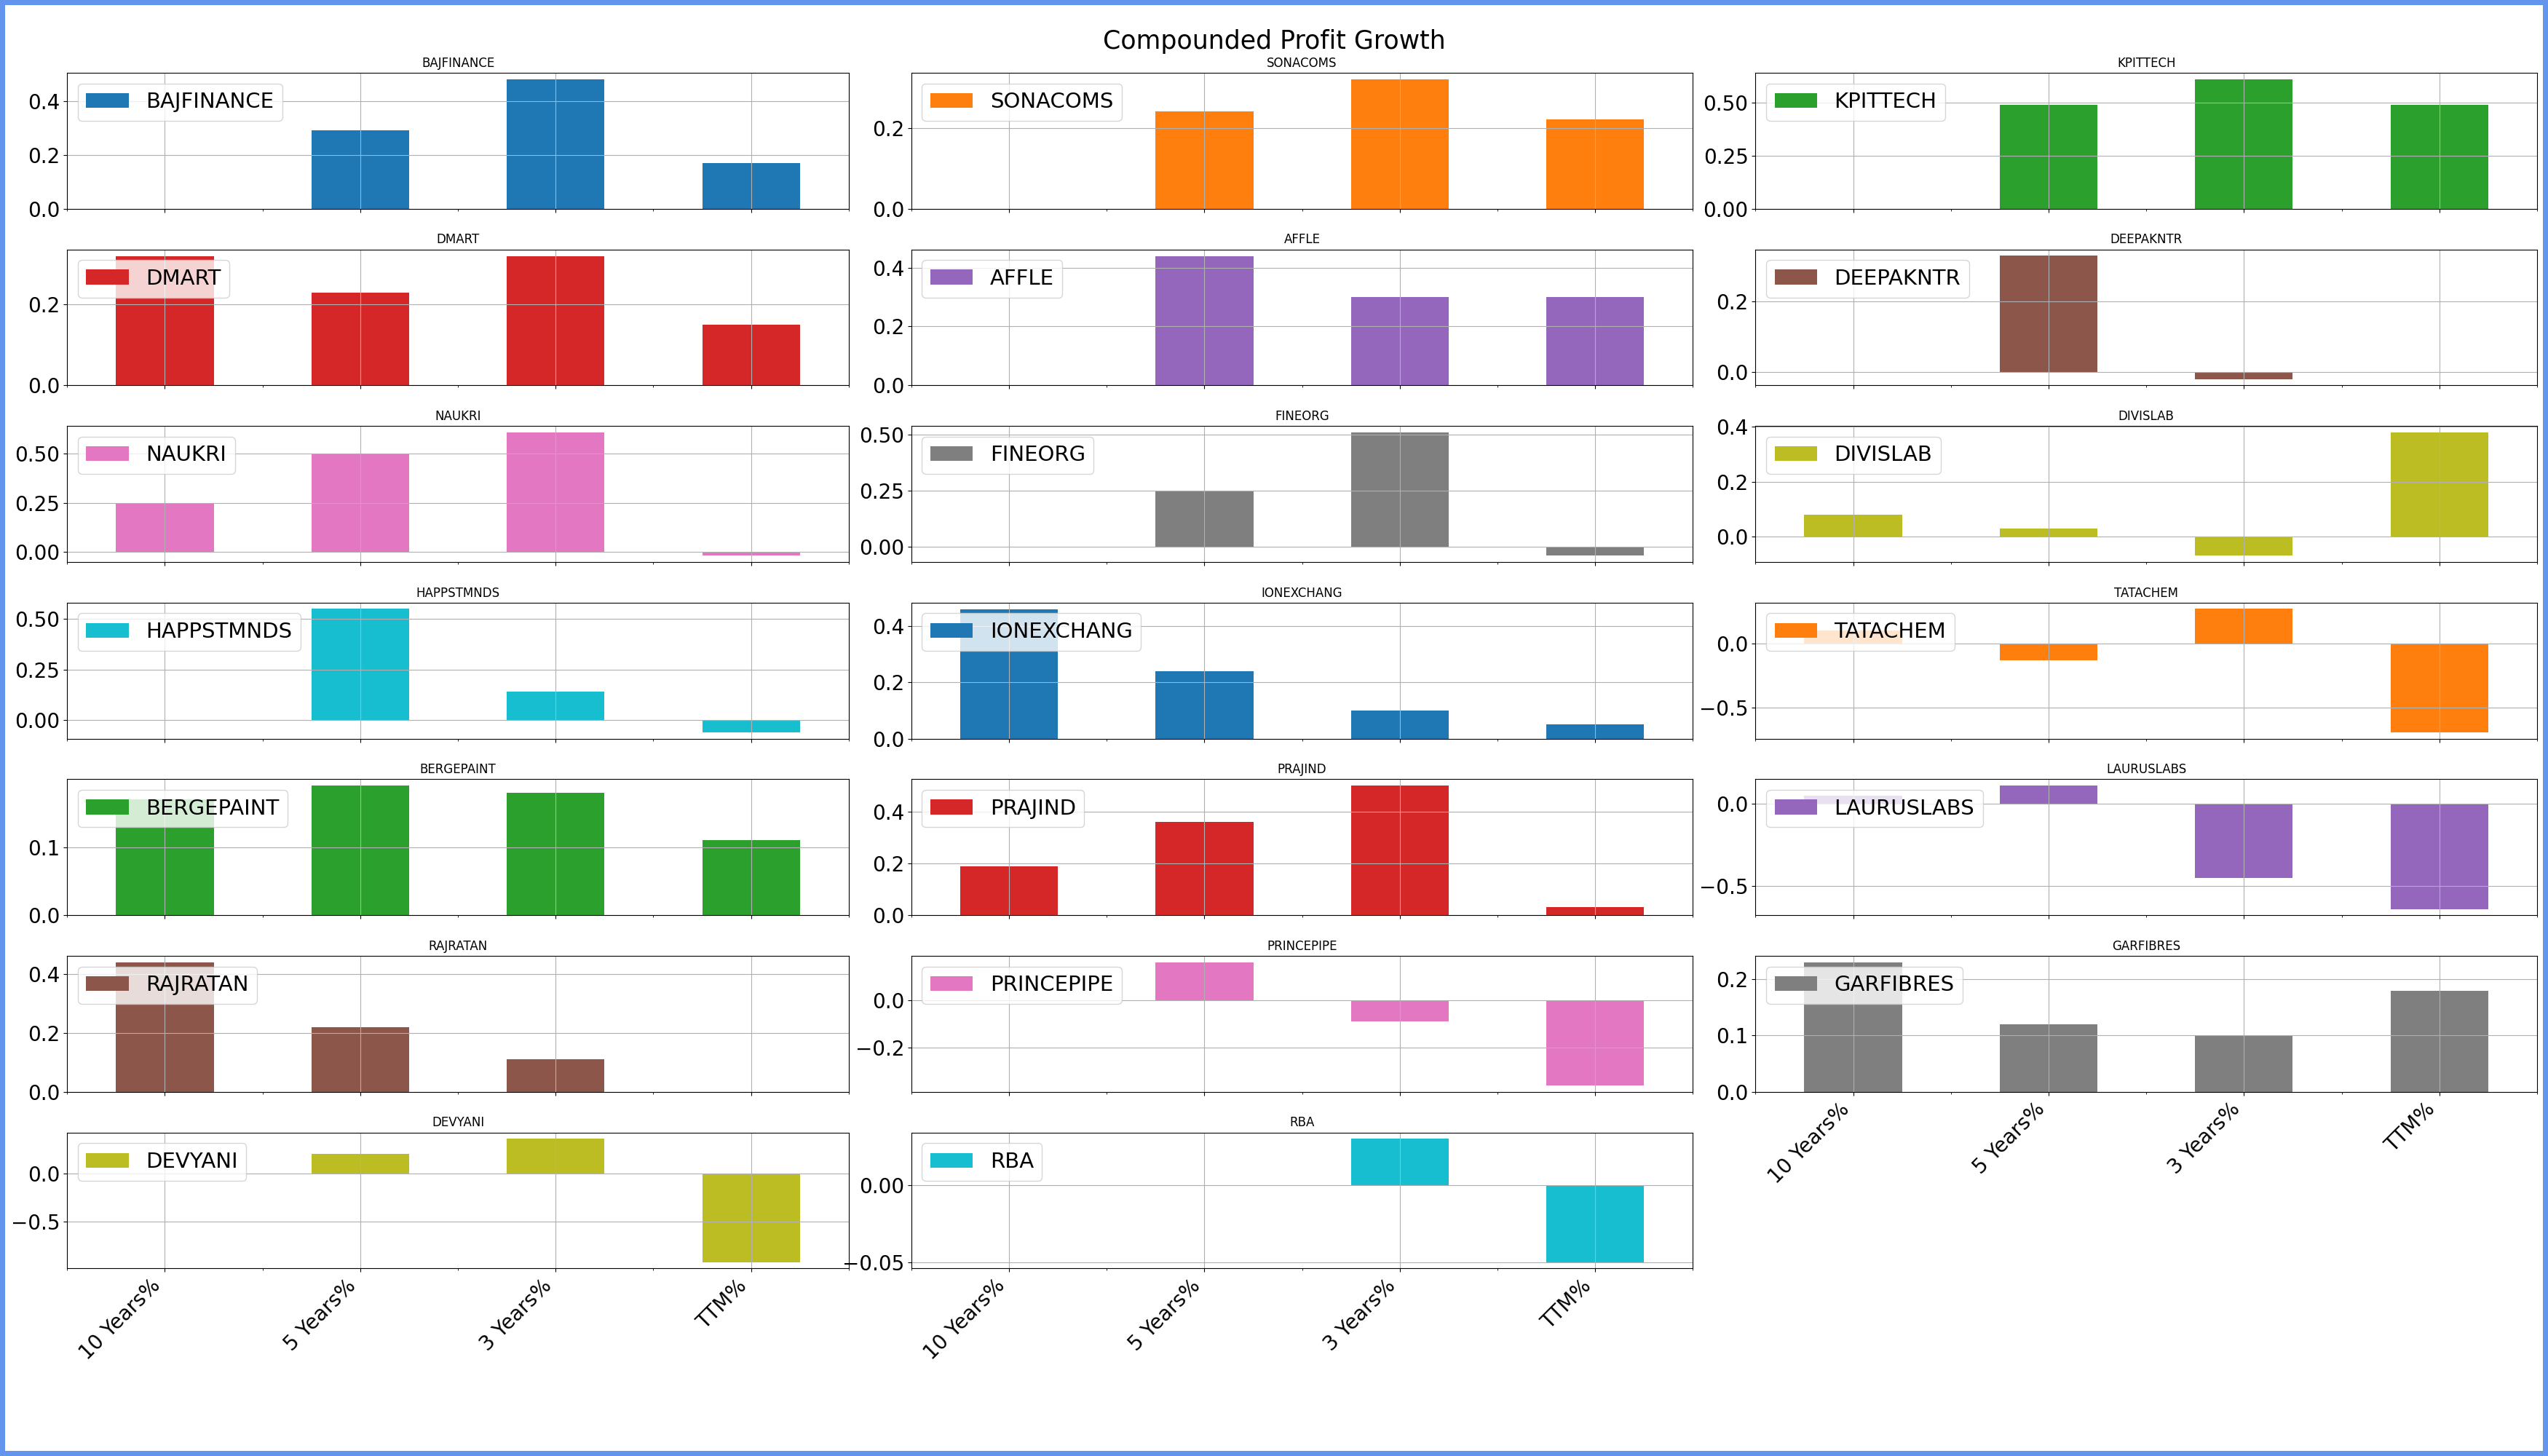 Compounded Profit Growth
BAJFINANCE
BAJFINANCE
0.4
0.2
0.0
SONACOMS
SONACOMS
0.2
0.0
KPITTECH
KPITTECH
0.50
0.25
0.00
DMART
DMART
0.2
0.0
AFFLE
AFFLE
0.4
0.2
0.0
DEEPAKNTR
DEEPAKNTR
0.2
0.0
NAUKRI
NAUKRI
0.50
0.25
0.00
FINEORG
FINEORG
0.50
0.25
0.00
DIVISLAB
DIVISLAB
0.4
0.2
0.0
HAPPSTMNDS
HAPPSTMNDS
0.50
0.25
0.00
IONEXCHANG
IONEXCHANG
0.4
0.2
0.0
TATACHEM
TATACHEM
0.0
−0.5
BERGEPAINT
BERGEPAINT
0.1
0.0
PRAJIND
PRAJIND
0.4
0.2
0.0
LAURUSLABS
LAURUSLABS
0.0
−0.5
RAJRATAN
RAJRATAN
0.4
0.2
0.0
PRINCEPIPE
PRINCEPIPE
0.0
−0.2
GARFIBRES
GARFIBRES
0.2
0.1
0.0
10 Years%
5 Years%
3 Years%
TTM%
DEVYANI
DEVYANI
0.0
−0.5
10 Years%
5 Years%
3 Years%
TTM%
RBA
RBA
0.00
−0.05
10 Years%
5 Years%
3 Years%
TTM%